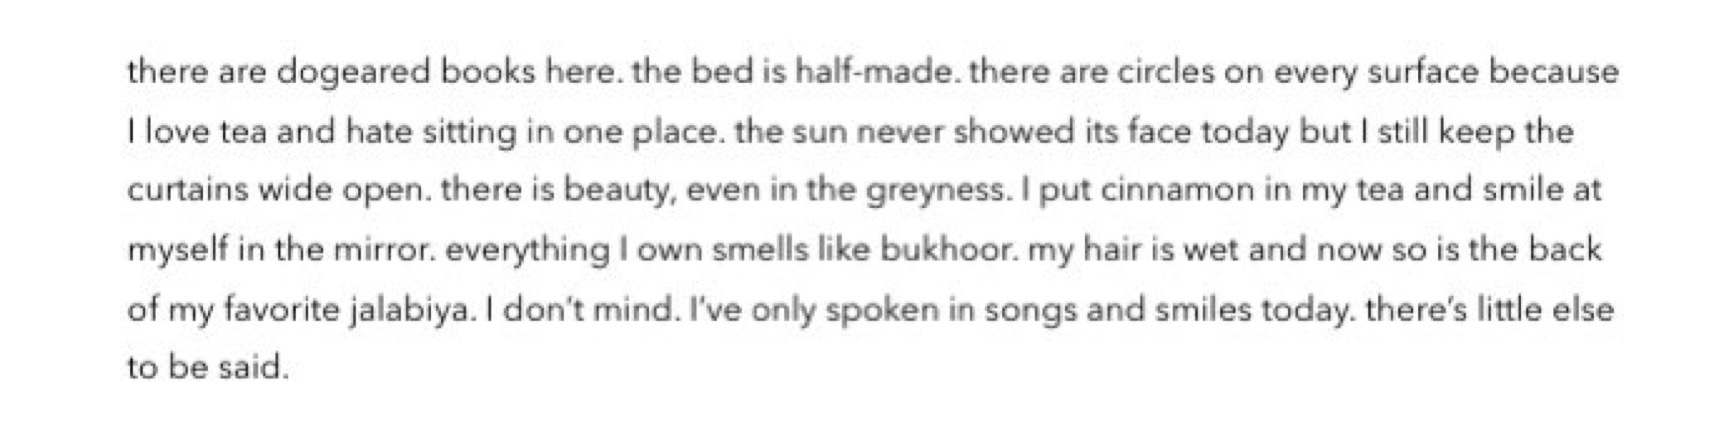 there are dogeared books here. the bed is half-made. there are circles on every surface because
I love tea and hate sitting in one place. the sun never showed its face today but I still keep the
curtains wide open. there is beauty, even in the greyness. I put cinnamon in my tea and smile at
myself in the mirror. everything I own smells like bukhoor. my hair is wet and now so is the back
of my favorite jalabiya. I don't mind. I've only spoken in songs and smiles today. there's little else
to be said.